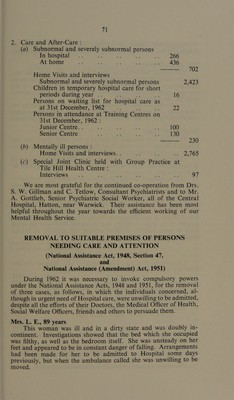 71
2. Care and After-Care :
(a) Subnormal and severely subnormal persons
In hospital .. .. .. .. 266
At home .. .. .. .. 436
702
Home Visits and interviews
Subnormal and severely subnormal persons 2,423
Children in temporary hospital care for short
periods during year .. .. .. 16
Persons on waiting list for hospital care as
at 31st December, 1962 .. .. 22
Persons in attendance at Training Centres on
31st December, 1962 :
Junior Centre.. .. .. .. 100
Senior Centre .. .. .. 130
230
(b) Mentally ill persons :
Home Visits and interviews.. .. .. 2,765
(c) Special Joint Clinic held with Group Practice at
Tile Hill Health Centre :
Interviews .. .. .. .. 97
We are most grateful for the continued co-operation from Drs.
S. W. Gillman and C. Tetlow, Consultant Psychiatrists and to Mr.
A. Gottlieb, Senior Psychiatric Social Worker, all of the Central
Hospital, Hatton, near Warwick. Their assistance has been most
helpful throughout the year towards the efficient working of our
Mental Health Service.
REMOVAL TO SUITABLE PREMISES OF PERSONS
NEEDING CARE AND ATTENTION
(National Assistance Act, 1948, Section 47,
and
National Assistance (Amendment) Act, 1951)
During 1962 it was necessary to invoke compulsory powers
under the National Assistance Acts, 1948 and 1951, for the removal
of three cases, as follows, in which the individuals concerned, al-
though in urgent need of Hospital care, were unwilling to be admitted,
despite all the efforts of their Doctors, the Medical Officer of Health,
Social Welfare Officers, friends and others to persuade them.
Mrs. L. E., 89 years
This woman was ill and in a dirty state and was doubly in-
continent. Investigations showed that the bed which she occupied
was filthy, as well as the bedroom itself. She was unsteady on her
feet and appeared to be in constant danger of falling. Arrangements
had been made for her to be admitted to Hospital some days
previously, but when the ambulance called she was unwilling to be
moved.